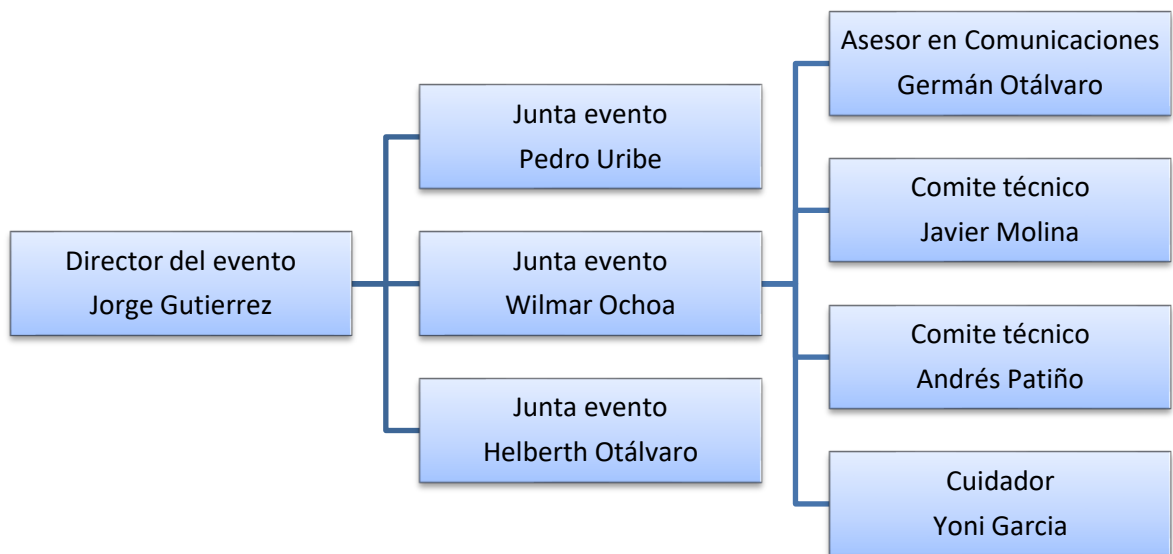 Director del evento
Jorge Gutierrez
Junta evento
Pedro Uribe
Junta evento
Wilmar Ochoa
Junta evento
Helberth Otálvaro
Asesor en Comunicaciones
Germán Otálvaro
Comite técnico
Javier Molina
Comite técnico
Andrés Patiño
Cuidador
Yoni Garcia